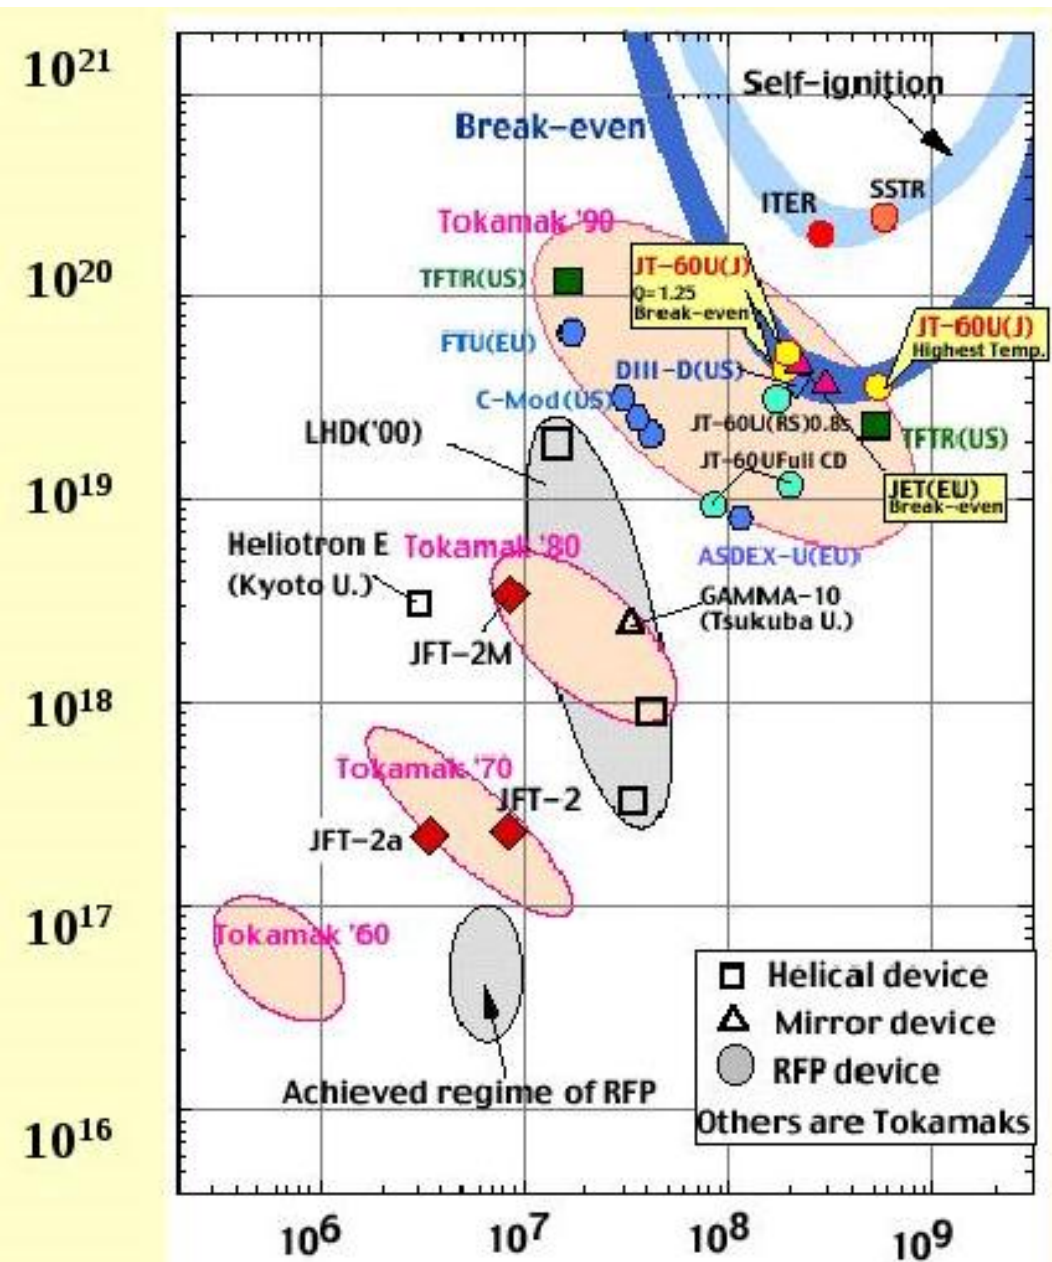 10²¹
Self-ignition
Break-even
ITER
SSTR
Tokamak '90
10²⁰
TFTR(US)
JT-60U(J)
Q=1.25
Break-even
JT-60U(J)
Highest Temp.
FTU(EU)
DIII-D(US)
C-Mod(US)
JT-60U(RS)0.8s
LHD('00)
TFTR(US)
JT-60UFull CD
10¹⁹
JET(EU)
Break-even
Heliotron E
(Kyoto U.)
Tokamak '80
ASDEX-U(EU)
GAMMA-10
(Tsukuba U.)
JFT-2M
10¹⁸
Tokamak '70
JFT-2
JFT-2a
10¹⁷
Tokamak '60
Helical device
Mirror device
RFP device
Others are Tokamaks
Achieved regime of RFP
10¹⁶
10⁶
10⁷
10⁸
10⁹